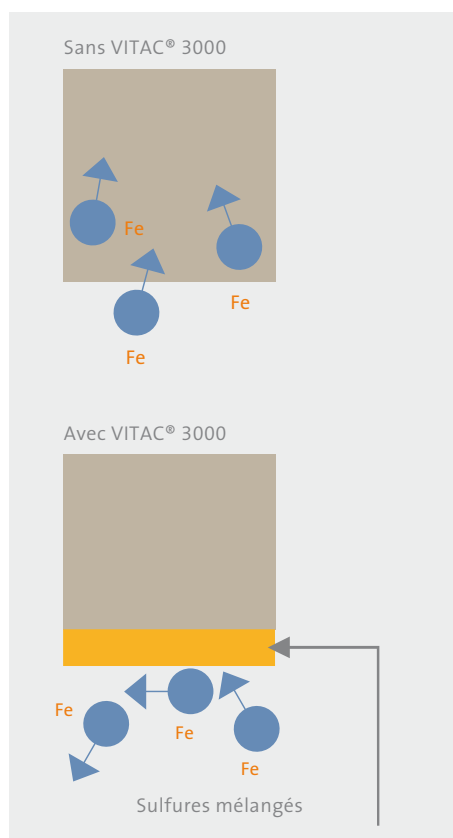 Sans VITAC® 3000
Fe
Fe
Fe
Avec VITAC® 3000
Fe
Fe
Fe
Sulfures mélangés